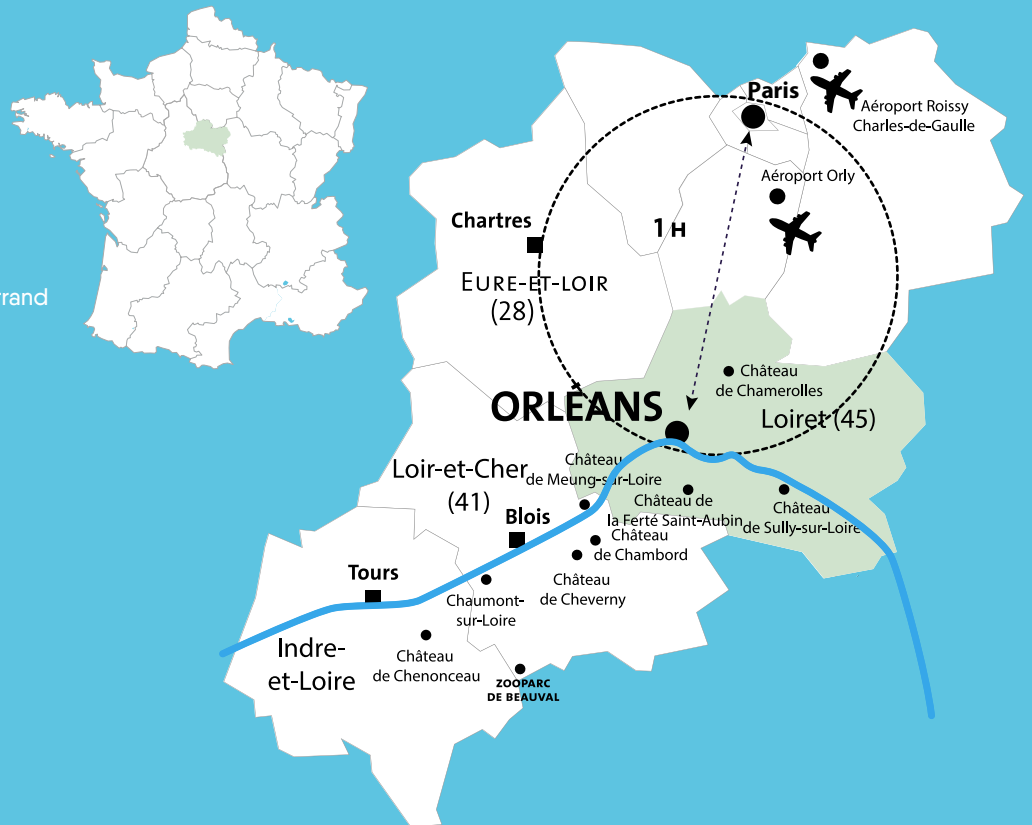 Paris
Aéroport Roissy
Charles-de-Gaulle
Aéroport Orly
Chartres
1 H
EURE-ET-LOIR
(28)
rand
Château
de Chamerolles
ORLÉANS
Loiret (45)
Loir-et-Cher
(41)
Château
de Meung-sur-Loire
Château de
la Ferté Saint-Aubin
Château
de Sully-sur-Loire
Blois
Château
de Chambord
Château
de Cheverny
Tours
Chaumont-
sur-Loire
Indre-
et-Loire
Château
de Chenonceau
ZOOPARC
DE BEAUVAL